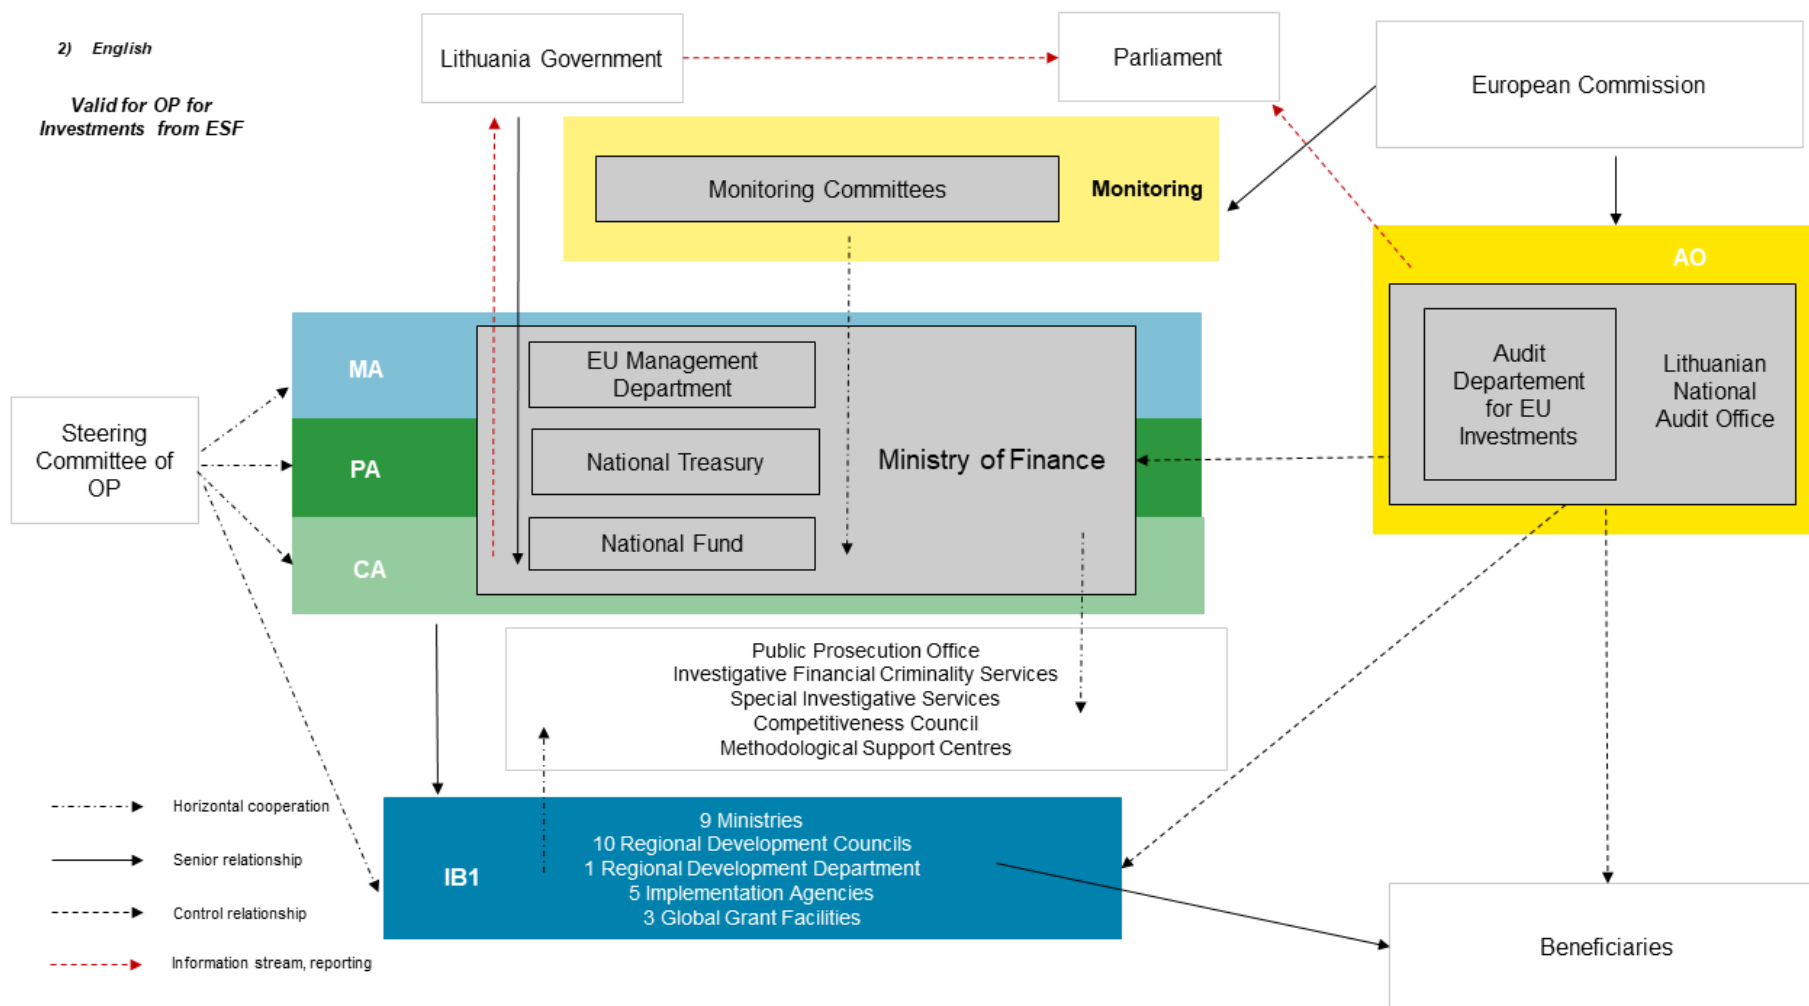 2) English
Valid for OP for
Investments from ESF
Lithuania Government
Parliament
European Commission
Monitoring Committees
Monitoring
AO
MA
EU Management
Department
Audit
Departement
for EU
Investments
Lithuanian
National
Audit Office
Steering
Committee of
OP
PA
National Treasury
Ministry of Finance
National Fund
CA
Public Prosecution Office
Investigative Financial Criminality Services
Special Investigative Services
Competitiveness Council
Methodological Support Centres
Horizontal cooperation
Senior relationship
Control relationship
Information stream, reporting
IB1
9 Ministries
10 Regional Development Councils
1 Regional Development Department
5 Implementation Agencies
3 Global Grant Facilities
Beneficiaries